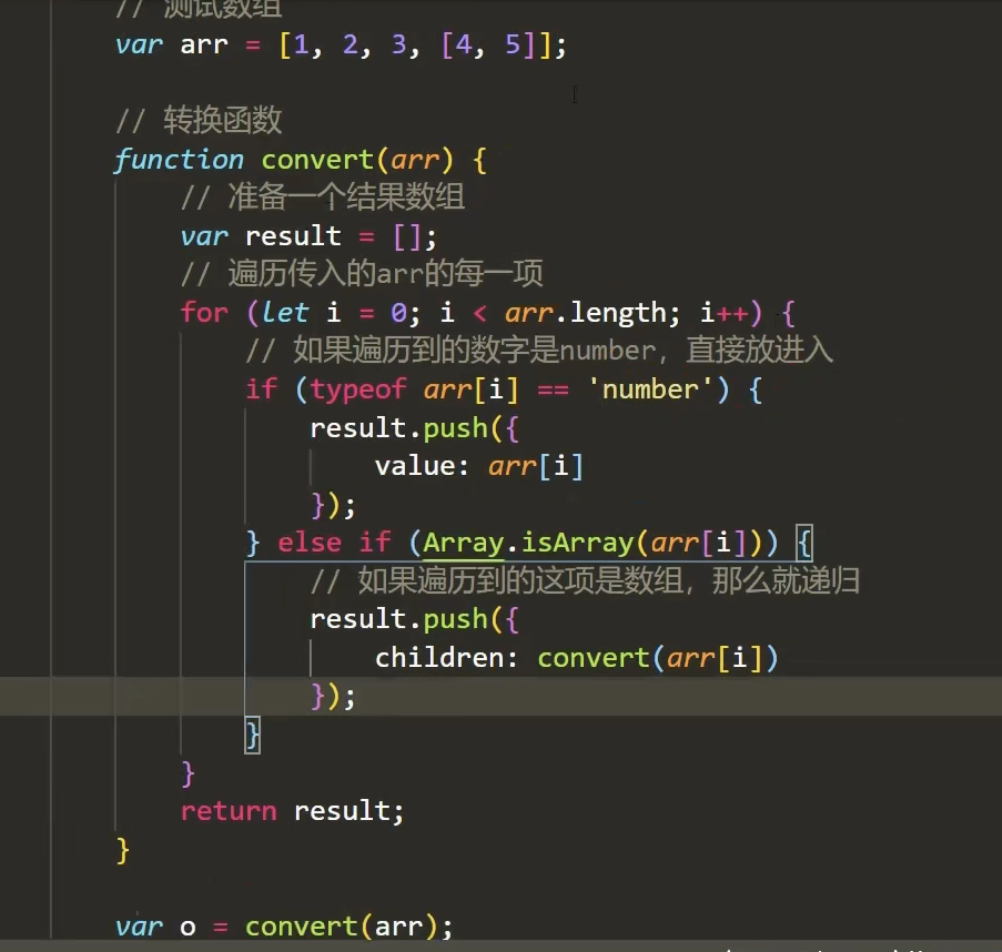 // 测试数组
var arr = [1, 2, 3, [4, 5]];
// 转换函数
function convert(arr) {
// 准备一个结果数组
var result = [];
// 遍历传入的arr的每一项
for (let i = 0; i < arr.length; i++) {
// 如果遍历到的数字是number，直接放进入
if (typeof arr[i] == 'number') {
result.push({
value: arr[i]
});
} else if (Array.isArray(arr[i])) {
// 如果遍历到的这项是数组，那么就递归
result.push({
children: convert(arr[i])
});
}
}
return result;
}
var o = convert(arr);